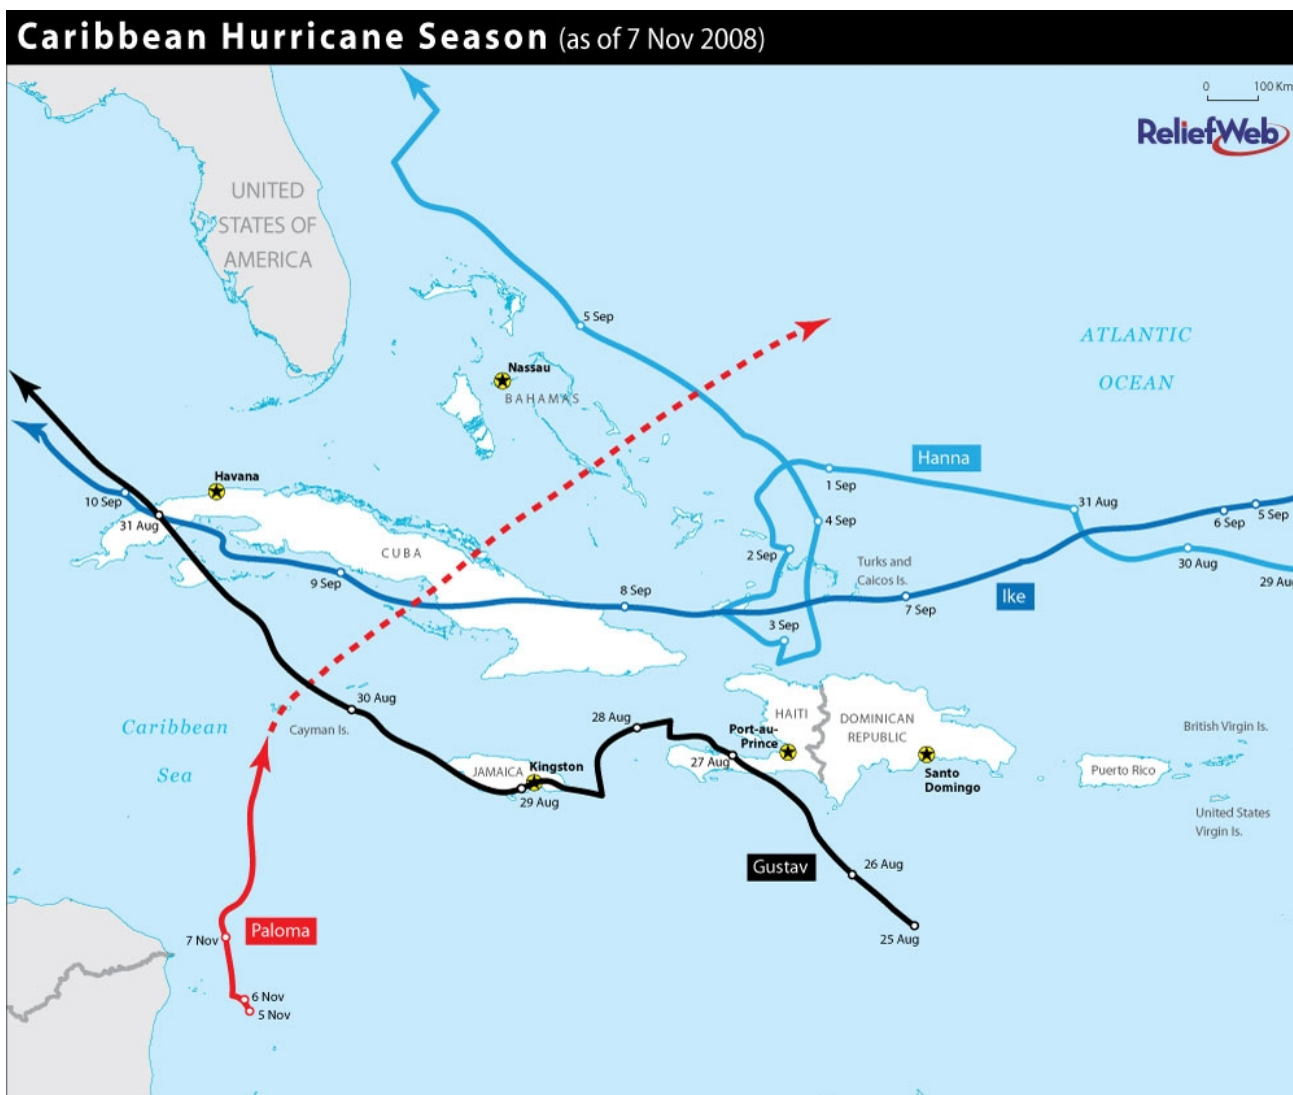 Caribbean Hurricane Season (as of 7 Nov 2008)
0 100 Km
ReliefWeb
UNITED
STATES OF
AMERICA
ATLANTIC
OCEAN
5 Sep
Nassau
BAHAMAS
Hanna
Havana
10 Sep
31 Aug
CUBA
1 Sep
31 Aug
4 Sep
6 Sep
5 Sep
2 Sep
Turks and
Caicos Is.
30 Aug
29 Aug
9 Sep
8 Sep
7 Sep
Ike
3 Sep
30 Aug
Cayman Is.
Caribbean
Sea
28 Aug
HAITI
Port-au-
Prince
DOMINICAN
REPUBLIC
27 Aug
Santo
Domingo
British Virgin Is.
Puerto Rico
United States
Virgin Is.
JAMAICA
Kingston
29 Aug
Gustav
26 Aug
25 Aug
Paloma
7 Nov
6 Nov
5 Nov